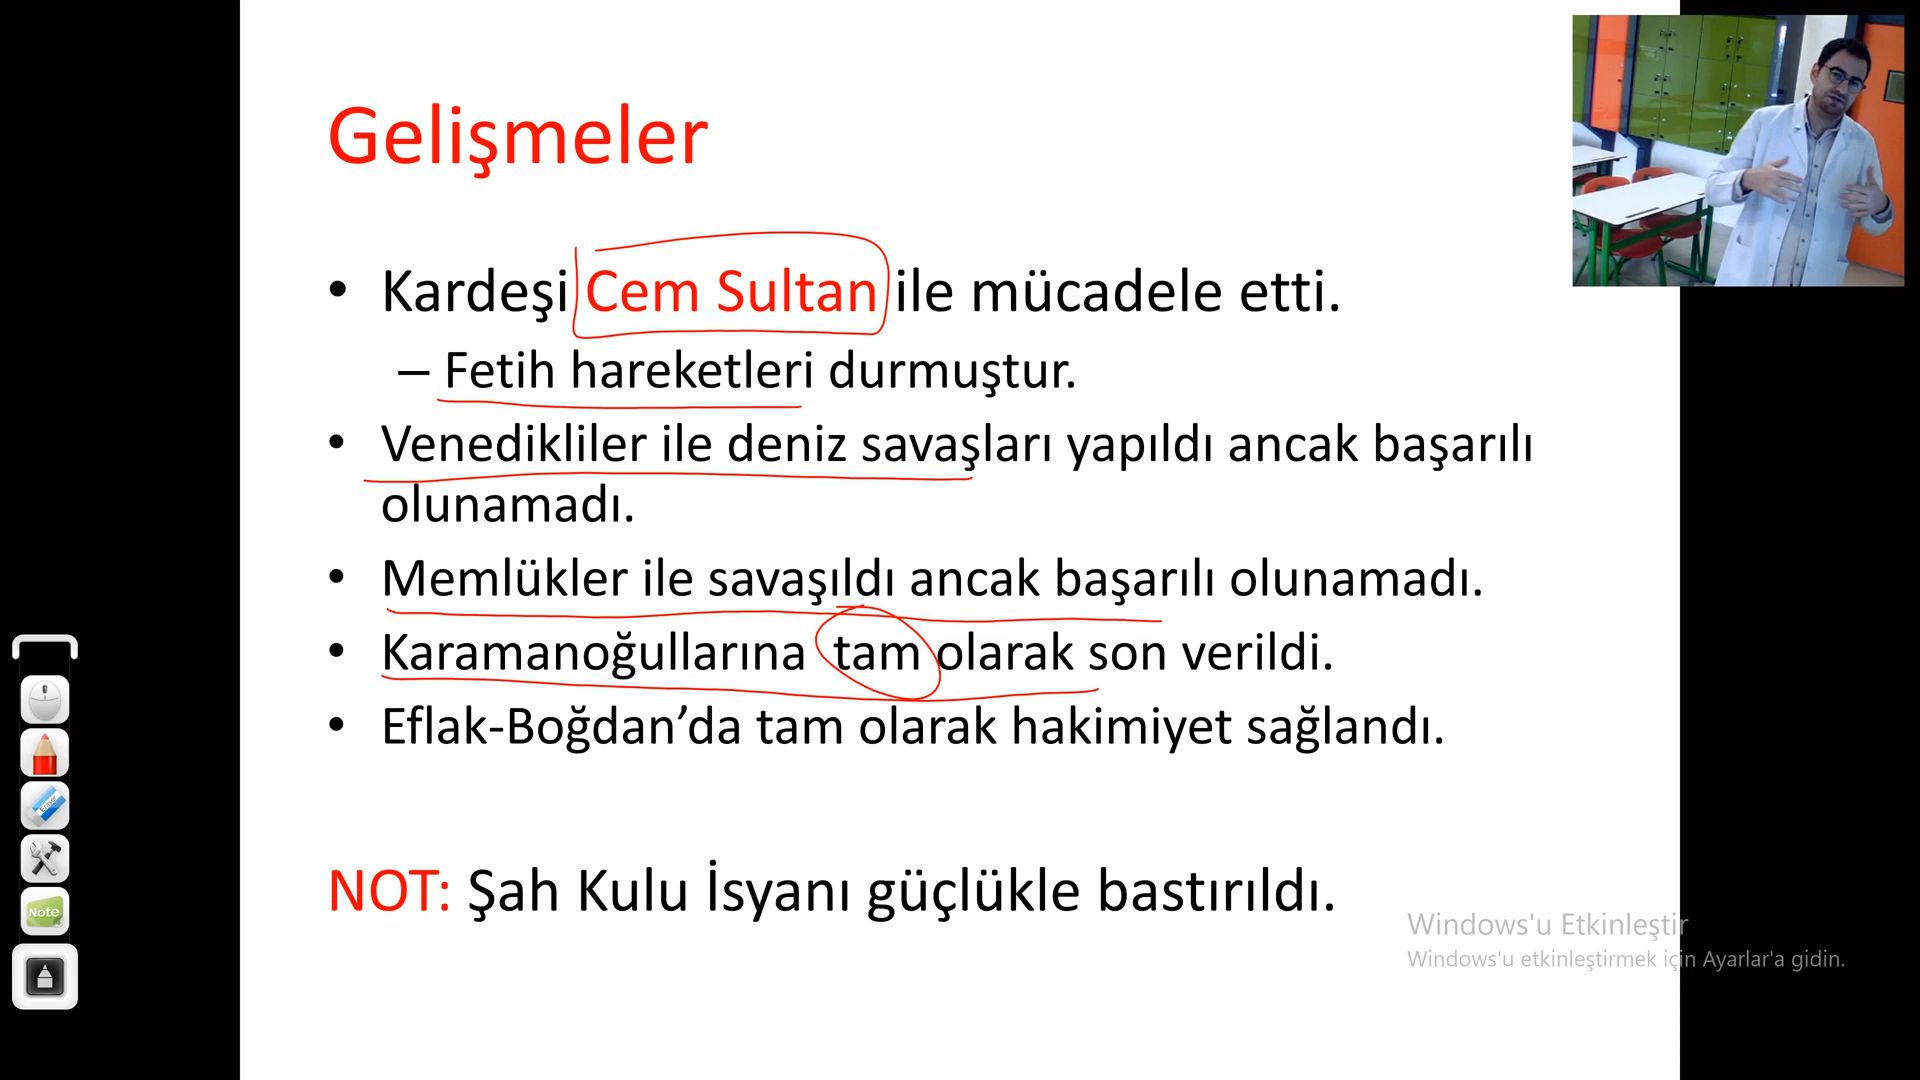 Gelişmeler
• Kardeşi Cem Sultan ile mücadele etti.
– Fetih hareketleri durmuştur.
• Venedikliler ile deniz savaşları yapıldı ancak başarılı
olunamadı.
• Memlükler ile savaşıldı ancak başarılı olunamadı.
• Karamanoğullarına tam olarak son verildi.
• Eflak-Boğdan’da tam olarak hakimiyet sağlandı.
NOT: Şah Kulu İsyanı güçlükle bastırıldı.
Windows'u Etkinleştir
Windows'u etkinleştirmek için Ayarlar'a gidin.
Note